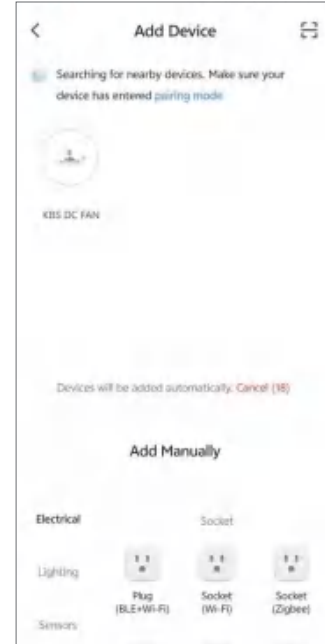 Add Device
Searching for nearby devices. Make sure your
device has entered pairing mode.
KBS DC FAN
Devices will be added automatically. Cancel (18)
Add Manually
Electrical
Socket
Lighting
Plug
(BLE+Wi-Fi)
Socket
(Wi-Fi)
Socket
(Zigbee)
Sensors